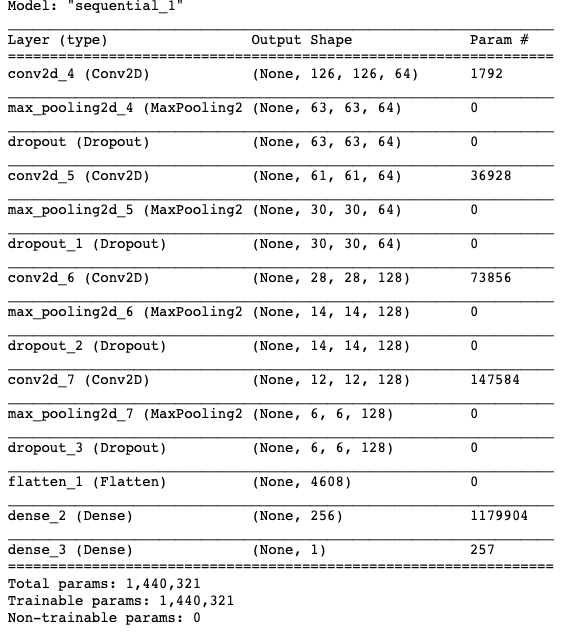 Model: "sequential_1"
Layer (type) Output Shape Param #
conv2d_4 (Conv2D) (None, 126, 126, 64) 1792
max_pooling2d_4 (MaxPooling2 (None, 63, 63, 64) 0
dropout (Dropout) (None, 63, 63, 64) 0
conv2d_5 (Conv2D) (None, 61, 61, 64) 36928
max_pooling2d_5 (MaxPooling2 (None, 30, 30, 64) 0
dropout_1 (Dropout) (None, 30, 30, 64) 0
conv2d_6 (Conv2D) (None, 28, 28, 128) 73856
max_pooling2d_6 (MaxPooling2 (None, 14, 14, 128) 0
dropout_2 (Dropout) (None, 14, 14, 128) 0
conv2d_7 (Conv2D) (None, 12, 12, 128) 147584
max_pooling2d_7 (MaxPooling2 (None, 6, 6, 128) 0
dropout_3 (Dropout) (None, 6, 6, 128) 0
flatten_1 (Flatten) (None, 4608) 0
dense_2 (Dense) (None, 256) 1179904
dense_3 (Dense) (None, 1) 257
Total params: 1,440,321
Trainable params: 1,440,321
Non-trainable params: 0